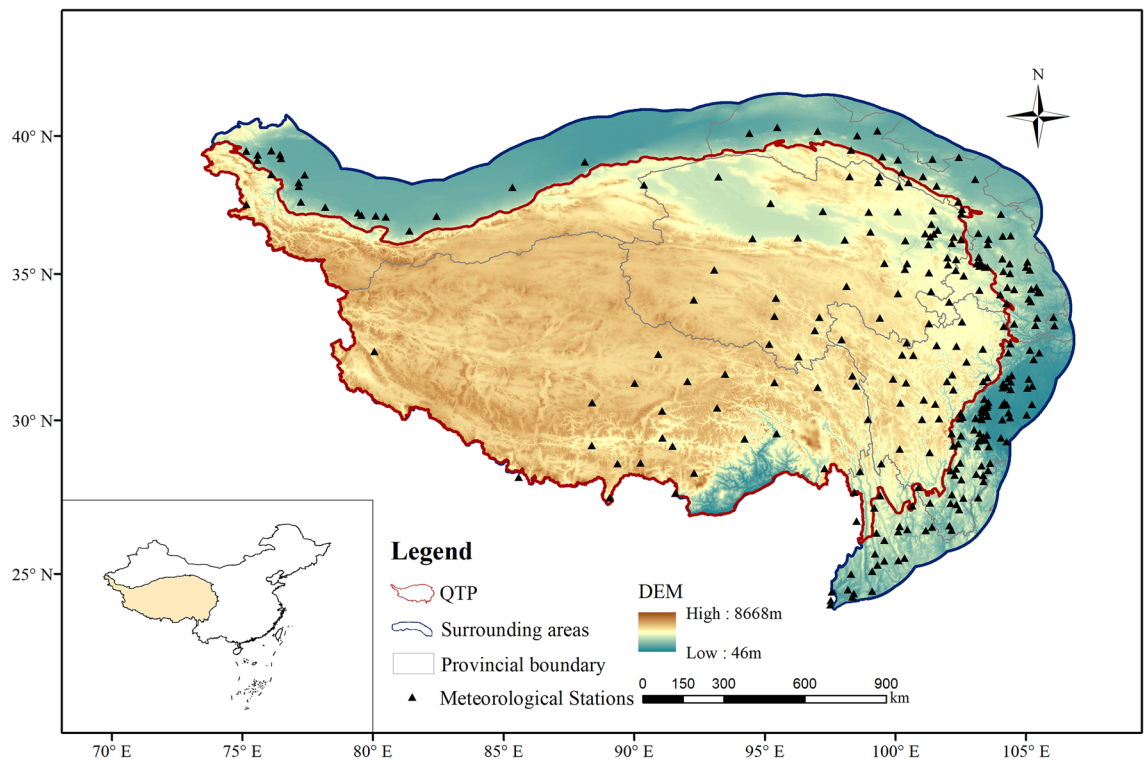 N
40° N
35° N
30° N
25° N
Legend
QTP
Surrounding areas
Provincial boundary
Meteorological Stations
DEM
High : 8668m
Low : 46m
0 150 300 600 900
km
70° E 75° E 80° E 85° E 90° E 95° E 100° E 105° E